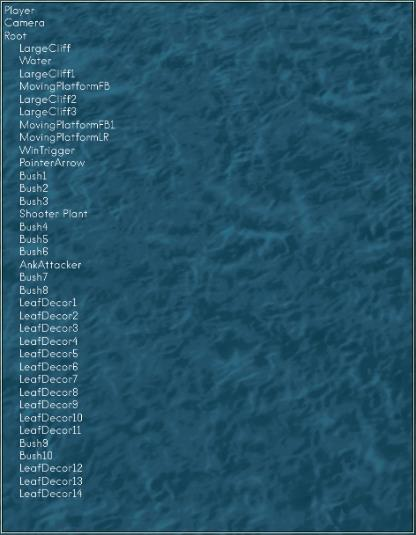 Player
Camera
Root
LargeCliff
Water
LargeCliff1
MovingPlatformFB
LargeCliff2
LargeCliff3
MovingPlatformFB1
MovingPlatformLR
WinTrigger
PointerArrow
Bush1
Bush2
Bush3
Shooter Plant
Bush4
Bush5
Bush6
AnkAttacker
Bush7
Bush8
LeafDecor1
LeafDecor2
LeafDecor3
LeafDecor4
LeafDecor5
LeafDecor6
LeafDecor7
LeafDecor8
LeafDecor9
LeafDecor10
LeafDecor11
Bush9
Bush10
LeafDecor12
LeafDecor13
LeafDecor14